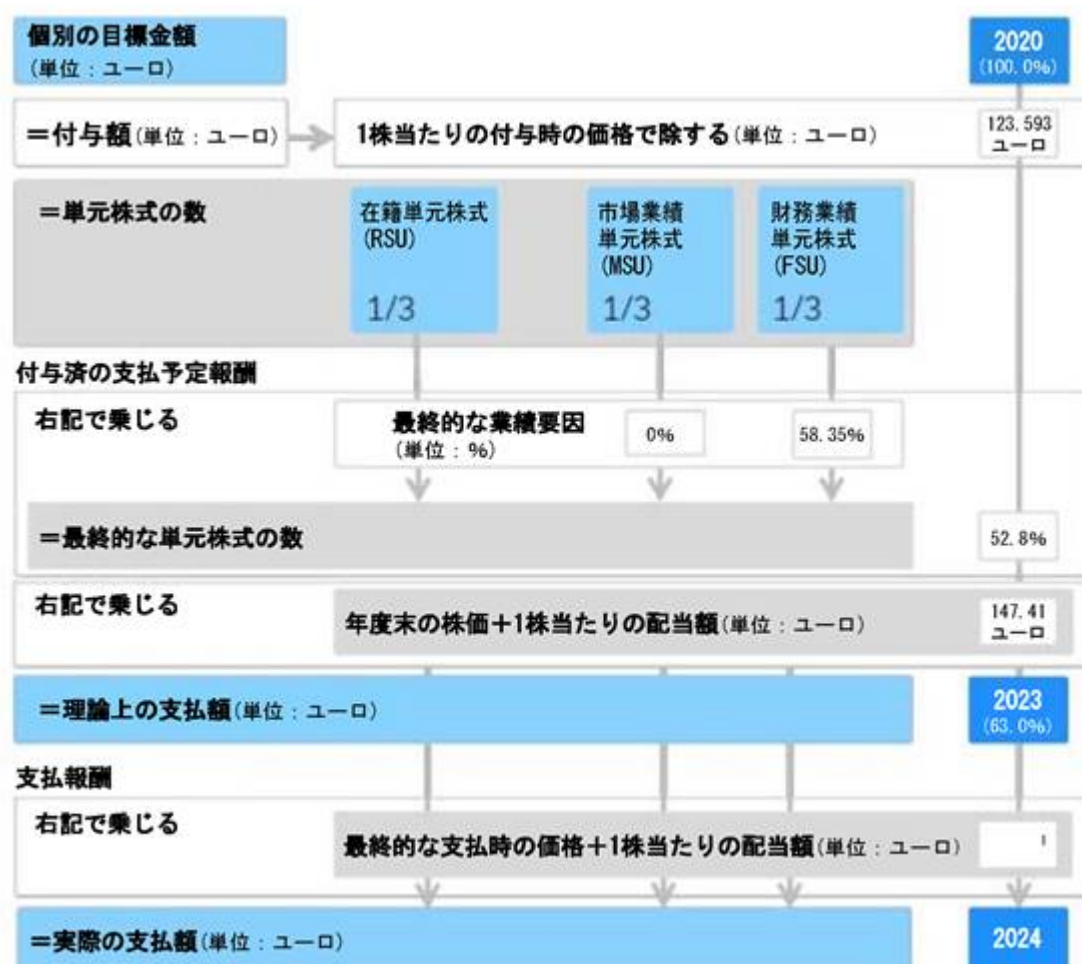 個別の目標金額
(単位：ユーロ)
2020
(100.0%)
＝付与額(単位：ユーロ)
1株当たりの付与時の価格で除する(単位：ユーロ)
123.593
ユーロ
＝単元株式の数
在籍単元株式
(RSU)
1/3
市場業績
単元株式
(MSU)
1/3
財務業績
単元株式
(FSU)
1/3
付与済の支払予定報酬
右記で乗じる
最終的な業績要因
(単位：%)
0%
58.35%
＝最終的な単元株式の数
52.8%
右記で乗じる
年度末の株価＋1株当たりの配当額(単位：ユーロ)
147.41
ユーロ
＝理論上の支払額(単位：ユーロ)
2023
(63.0%)
支払報酬
右記で乗じる
最終的な支払時の価格＋1株当たりの配当額(単位：ユーロ)
＝実際の支払額(単位：ユーロ)
2024